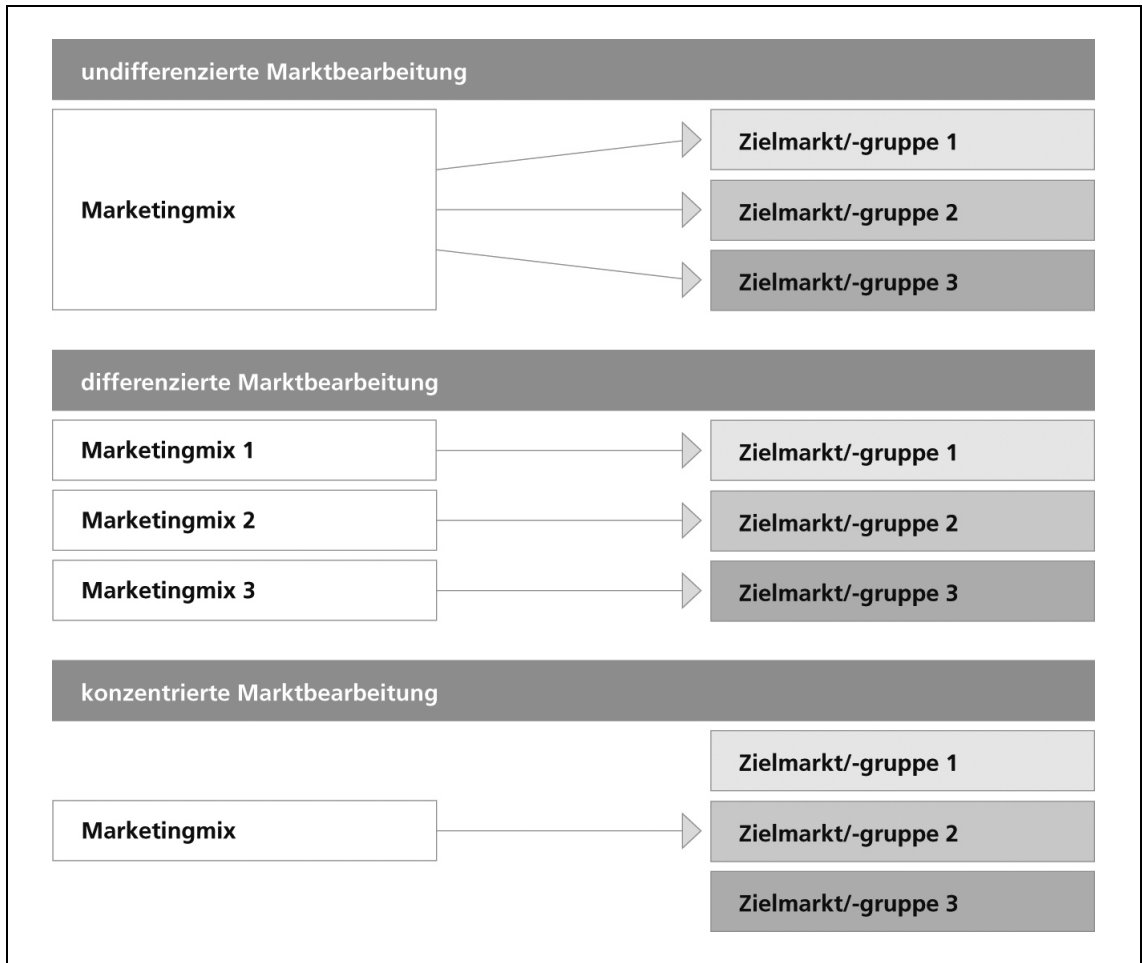 undifferenzierte Marktbearbeitung
Marketingmix
Zielmarkt/-gruppe 1
Zielmarkt/-gruppe 2
Zielmarkt/-gruppe 3
differenzierte Marktbearbeitung
Marketingmix 1
Zielmarkt/-gruppe 1
Marketingmix 2
Zielmarkt/-gruppe 2
Marketingmix 3
Zielmarkt/-gruppe 3
konzentrierte Marktbearbeitung
Marketingmix
Zielmarkt/-gruppe 1
Zielmarkt/-gruppe 2
Zielmarkt/-gruppe 3